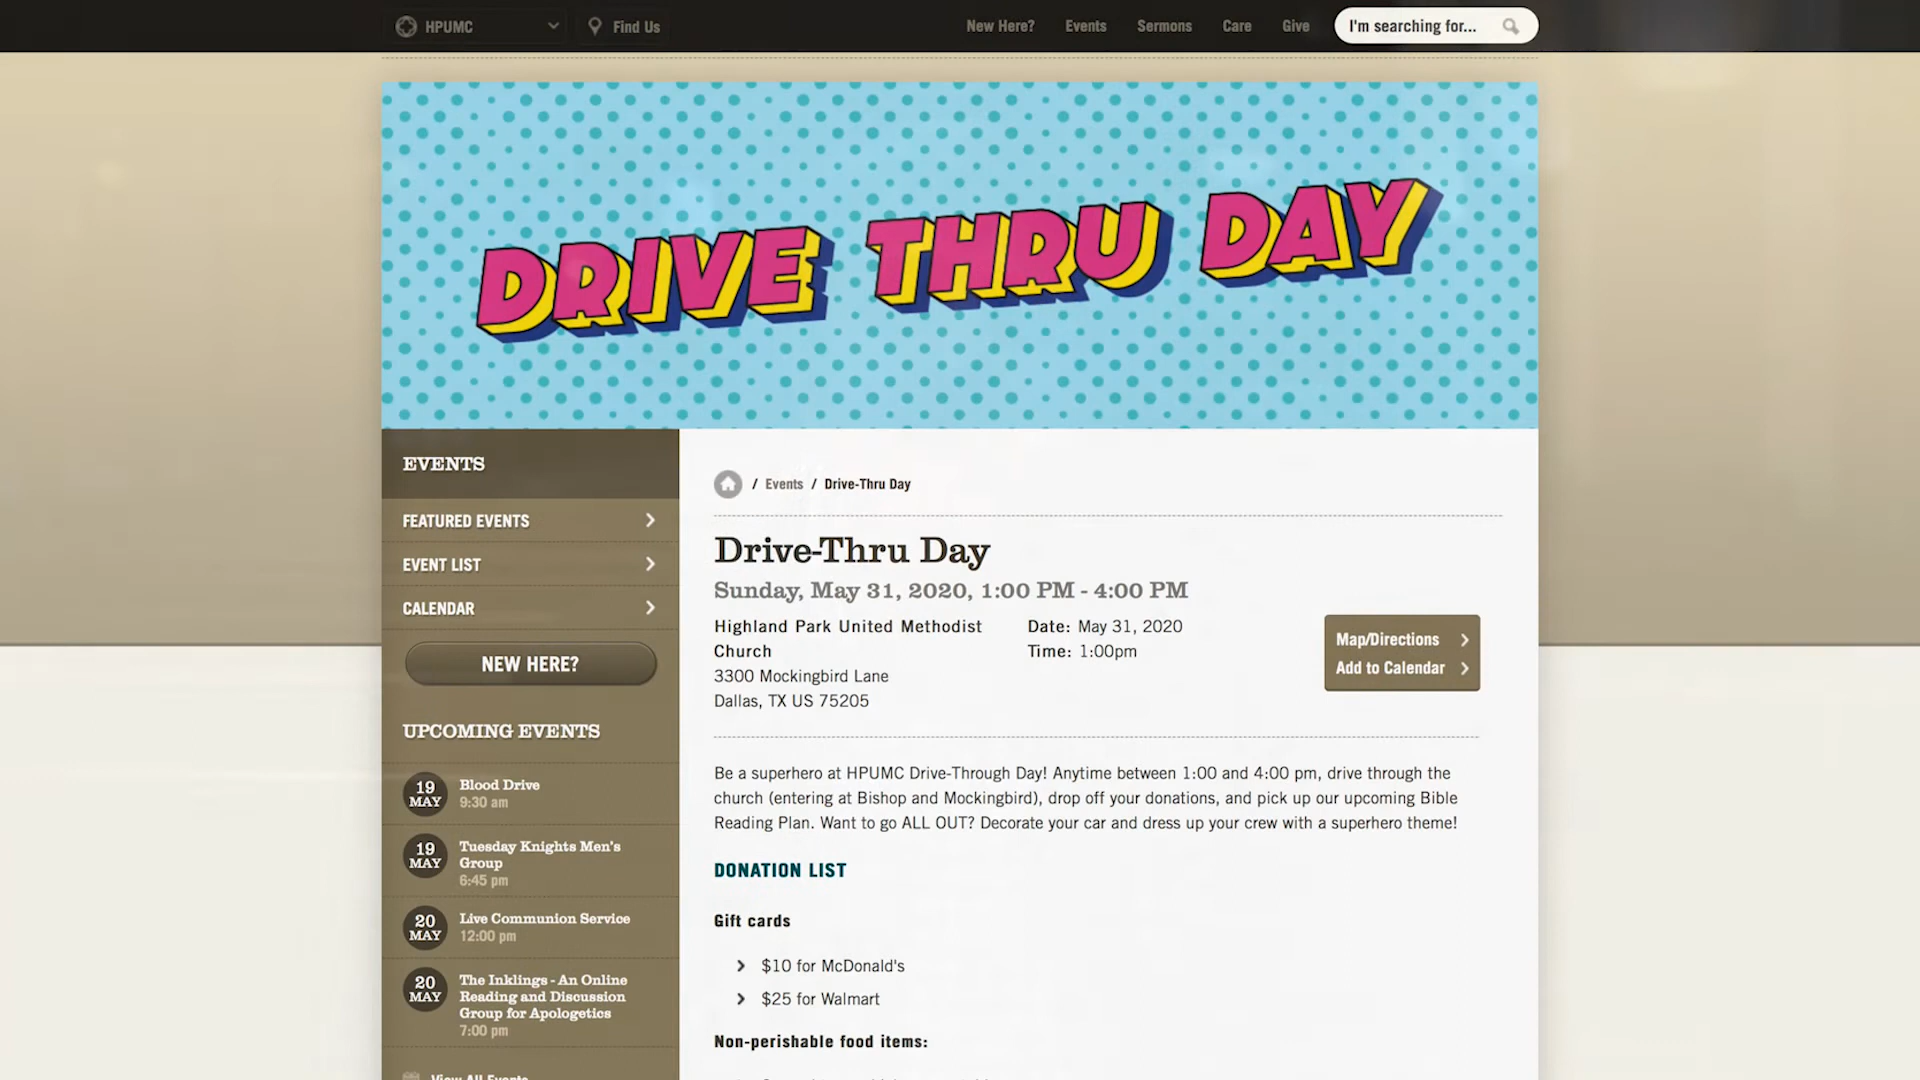 HPUMC
Find Us
New Here?
Events
Sermons
Care
Give
I'm searching for...
DRIVE THRU DAY
EVENTS
FEATURED EVENTS
EVENT LIST
CALENDAR
NEW HERE?
UPCOMING EVENTS
19 MAY
Blood Drive
9:30 am
19 MAY
Tuesday Knights Men's
Group
6:45 pm
20 MAY
Live Communion Service
12:00 pm
20 MAY
The Inklings - An Online
Reading and Discussion
Group for Apologetics
7:00 pm
View All Events
/ Events / Drive-Thru Day
Drive-Thru Day
Sunday, May 31, 2020, 1:00 PM - 4:00 PM
Highland Park United Methodist
Church
3300 Mockingbird Lane
Dallas, TX US 75205
Date: May 31, 2020
Time: 1:00pm
Map/Directions
Add to Calendar
Be a superhero at HPUMC Drive-Through Day! Anytime between 1:00 and 4:00 pm, drive through the
church (entering at Bishop and Mockingbird), drop off your donations, and pick up our upcoming Bible
Reading Plan. Want to go ALL OUT? Decorate your car and dress up your crew with a superhero theme!
DONATION LIST
Gift cards
$10 for McDonald's
$25 for Walmart
Non-perishable food items: